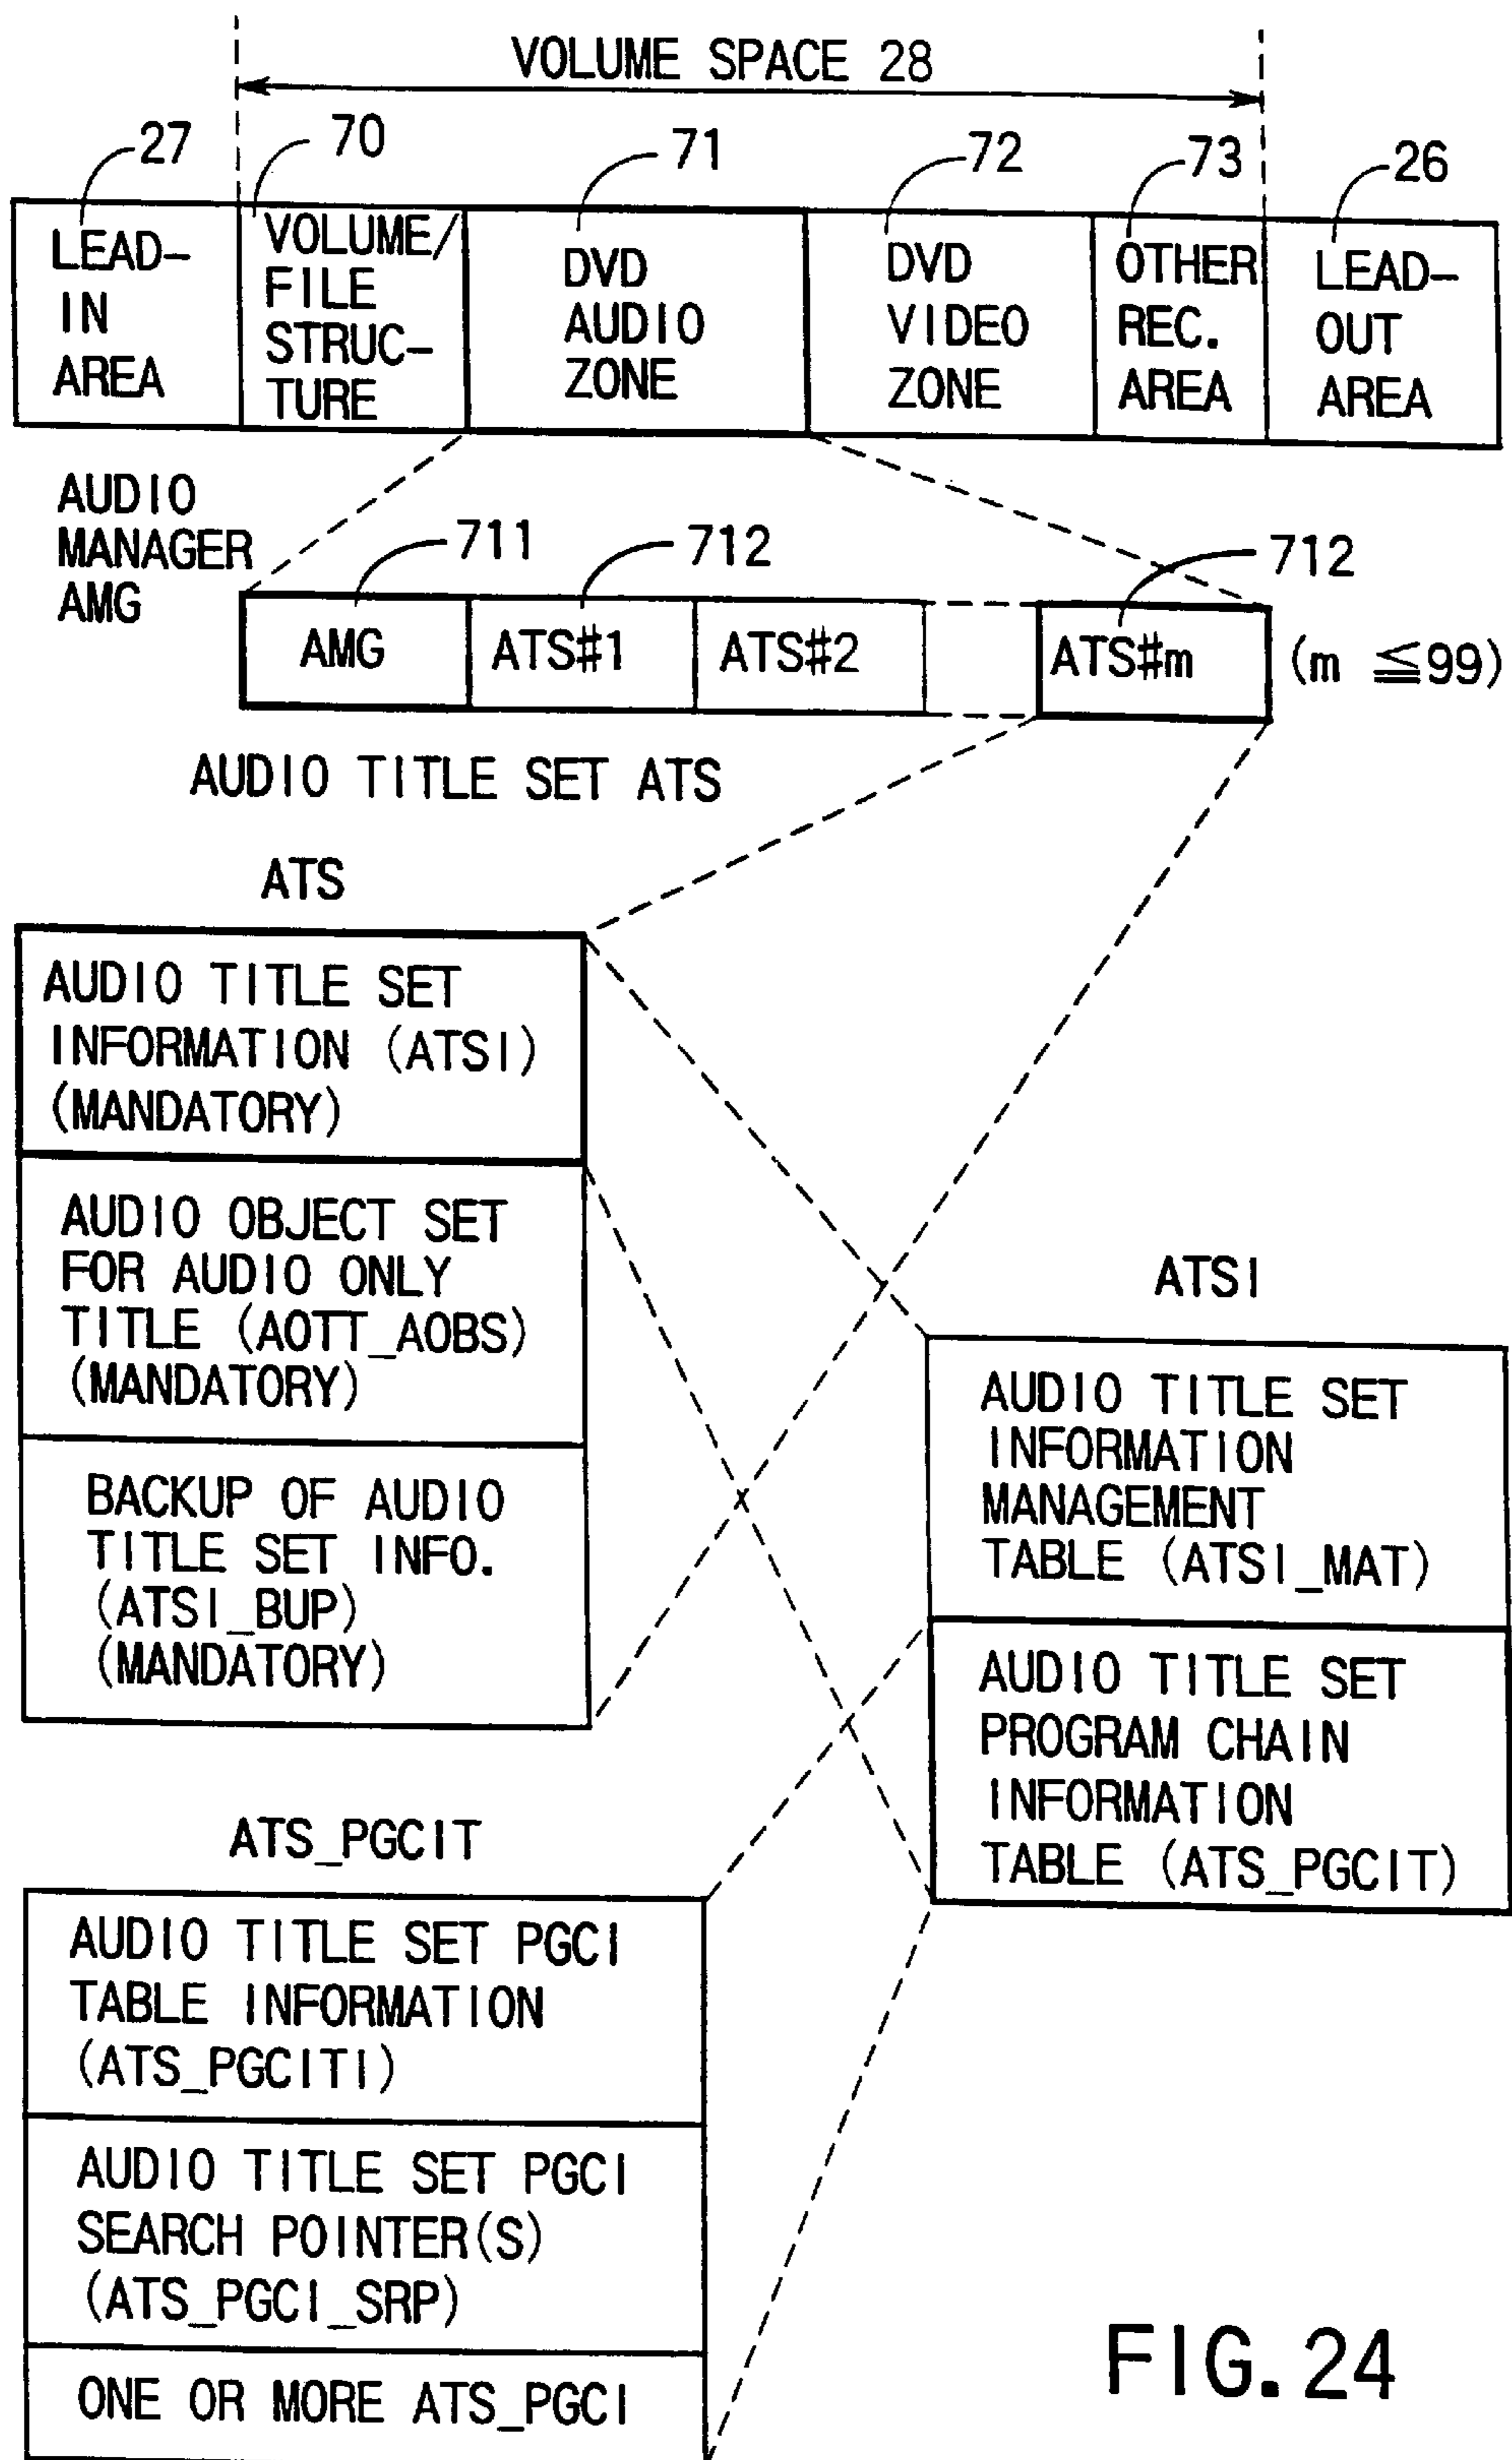 VOLUME SPACE 28
27
70
71
72
73
26
LEAD-
IN
AREA
VOLUME/
FILE
STRUC-
TURE
DVD
AUDIO
ZONE
DVD
VIDEO
ZONE
OTHER
REC.
AREA
LEAD-
OUT
AREA
AUDIO
MANAGER
AMG
711
712
712
AMG
ATS#1
ATS#2
ATS#m
(m ≦99)
AUDIO TITLE SET ATS
ATS
AUDIO TITLE SET
INFORMATION (ATSI)
(MANDATORY)
AUDIO OBJECT SET
FOR AUDIO ONLY
TITLE (AOTT_AOBS)
(MANDATORY)
BACKUP OF AUDIO
TITLE SET INFO.
(ATSI_BUP)
(MANDATORY)
ATSI
AUDIO TITLE SET
INFORMATION
MANAGEMENT
TABLE (ATSI_MAT)
AUDIO TITLE SET
PROGRAM CHAIN
INFORMATION
TABLE (ATS_PGCIT)
ATS_PGCIT
AUDIO TITLE SET PGCI
TABLE INFORMATION
(ATS_PGCITI)
AUDIO TITLE SET PGCI
SEARCH POINTER(S)
(ATS_PGCI_SRP)
ONE OR MORE ATS_PGCI
FIG. 24